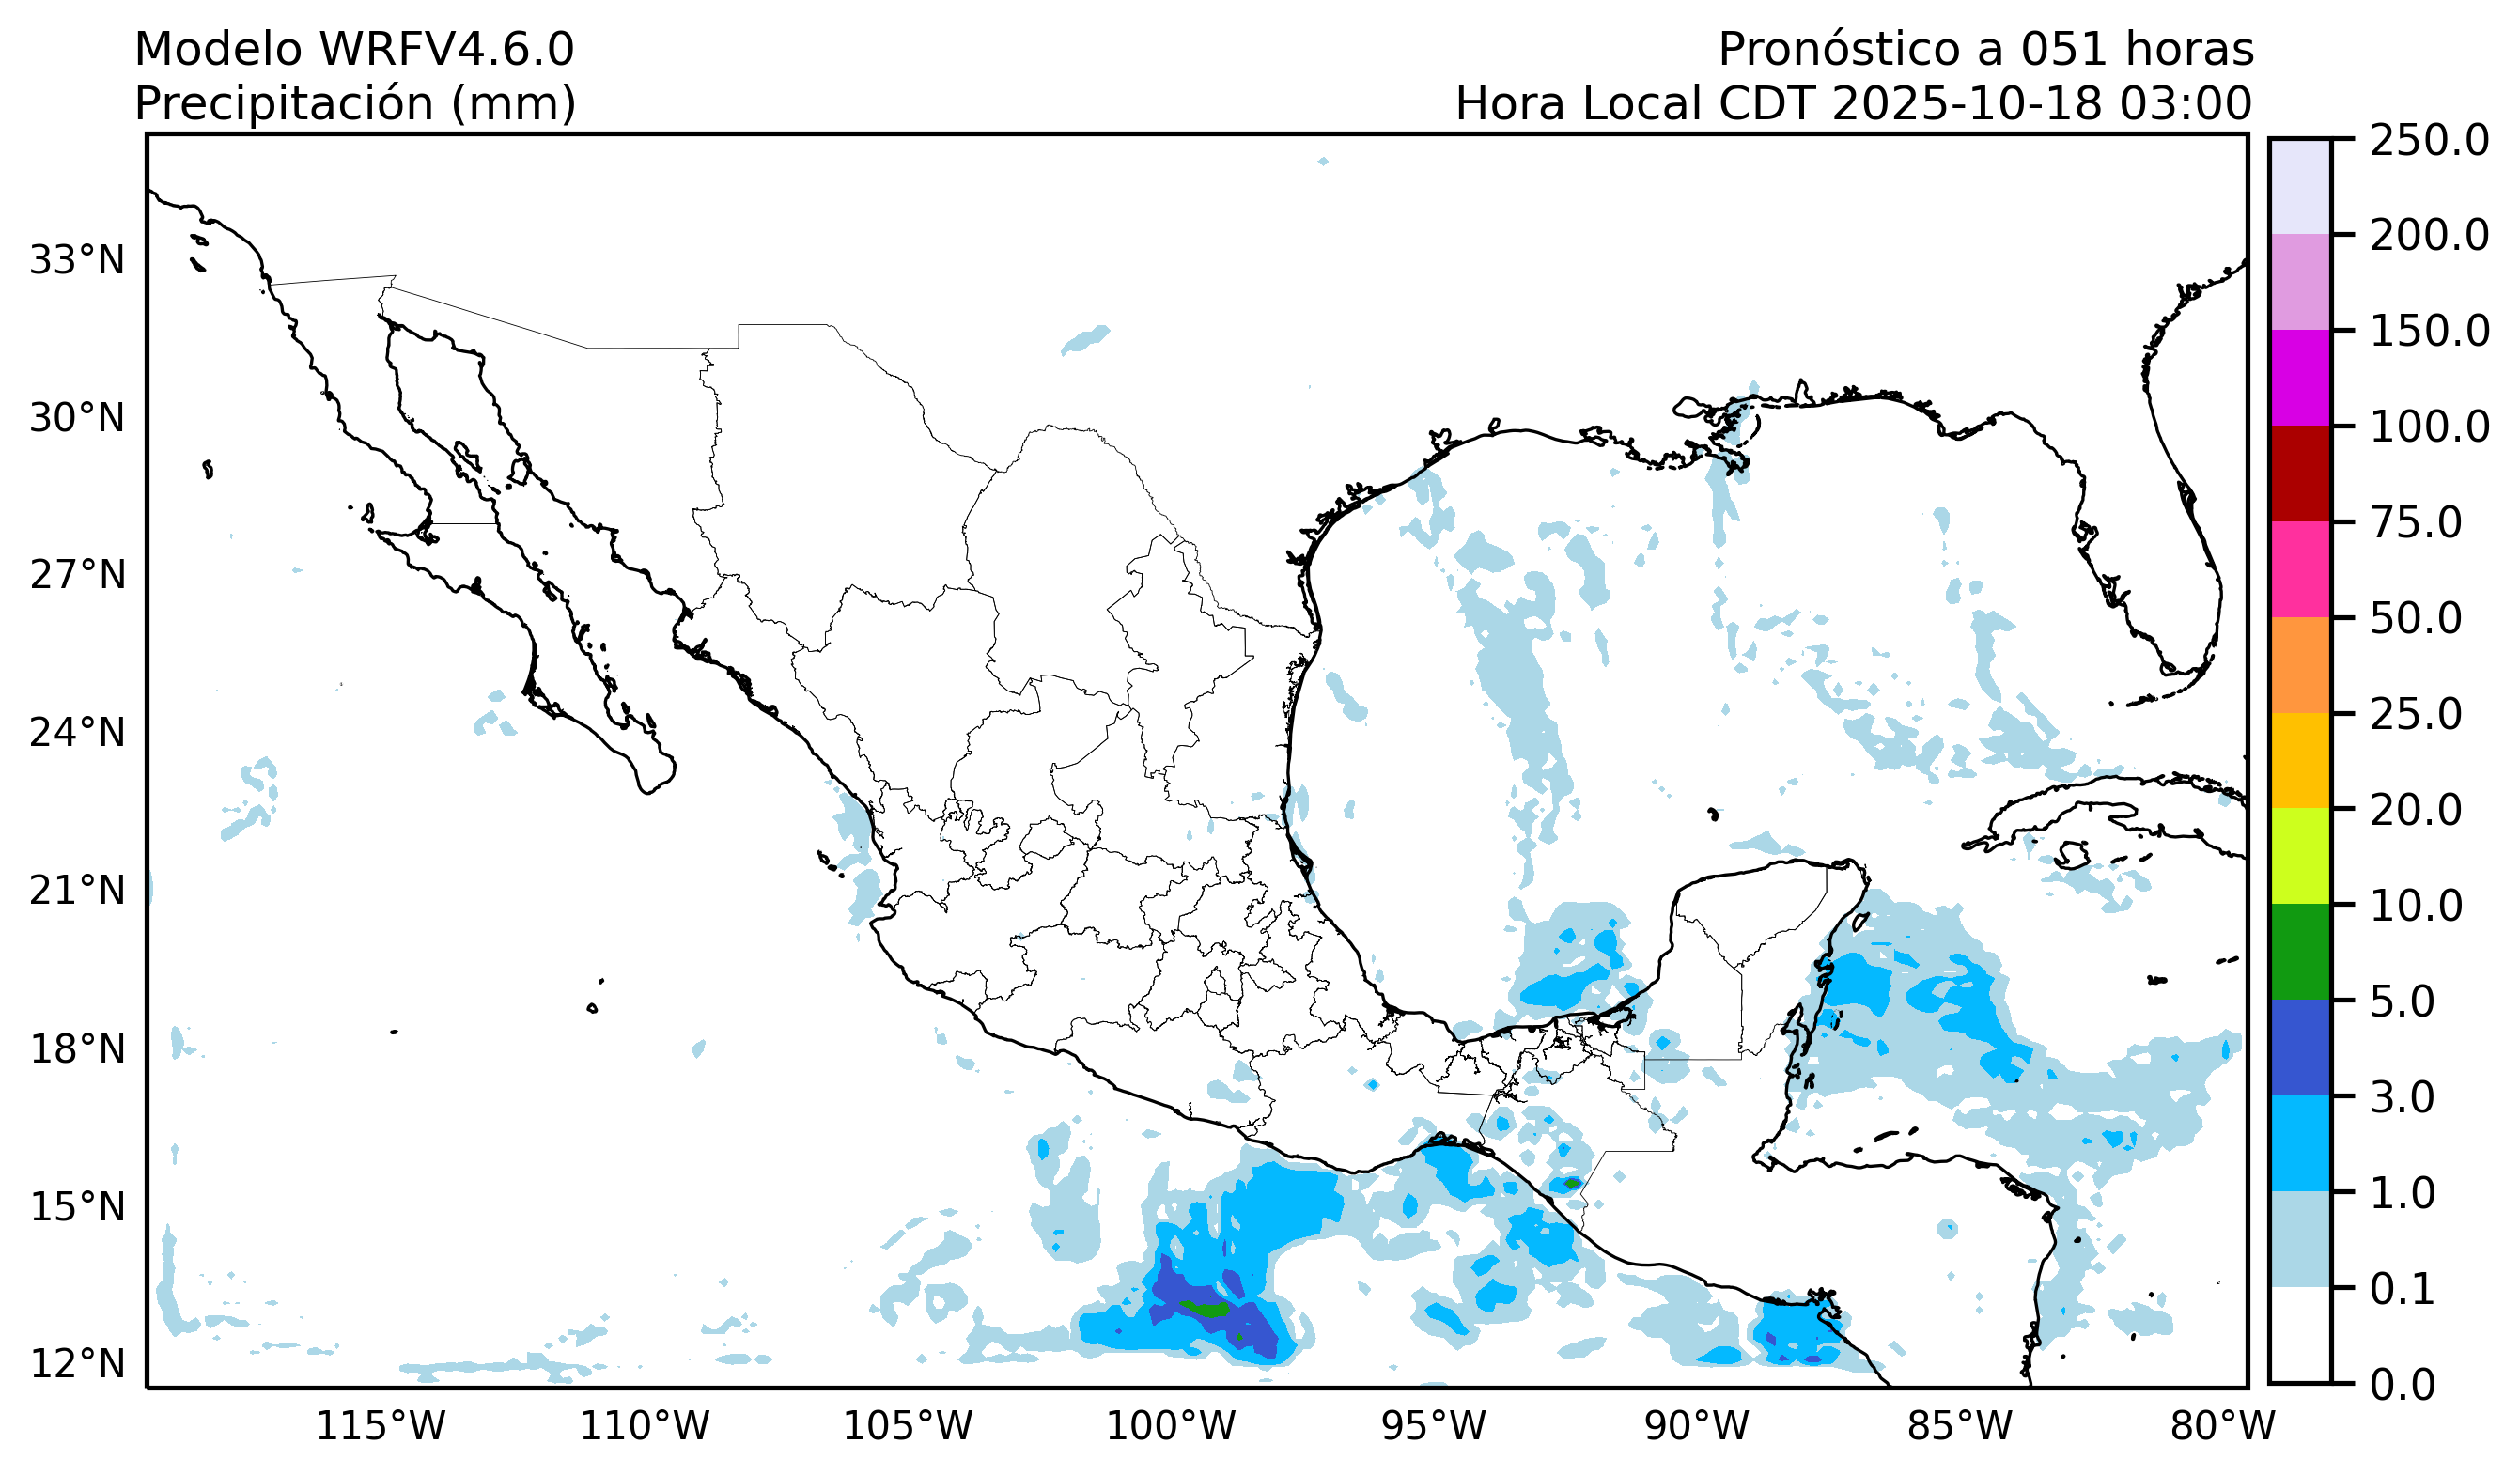 Modelo WRFV4.6.0
Pronóstico a 051 horas
Precipitación (mm)
Hora Local CDT 2025-10-18 03:00
250.0
200.0
150.0
100.0
75.0
50.0
25.0
20.0
10.0
5.0
3.0
1.0
0.1
0.0
33°N
30°N
27°N
24°N
21°N
18°N
15°N
12°N
115°W
110°W
105°W
100°W
95°W
90°W
85°W
80°W